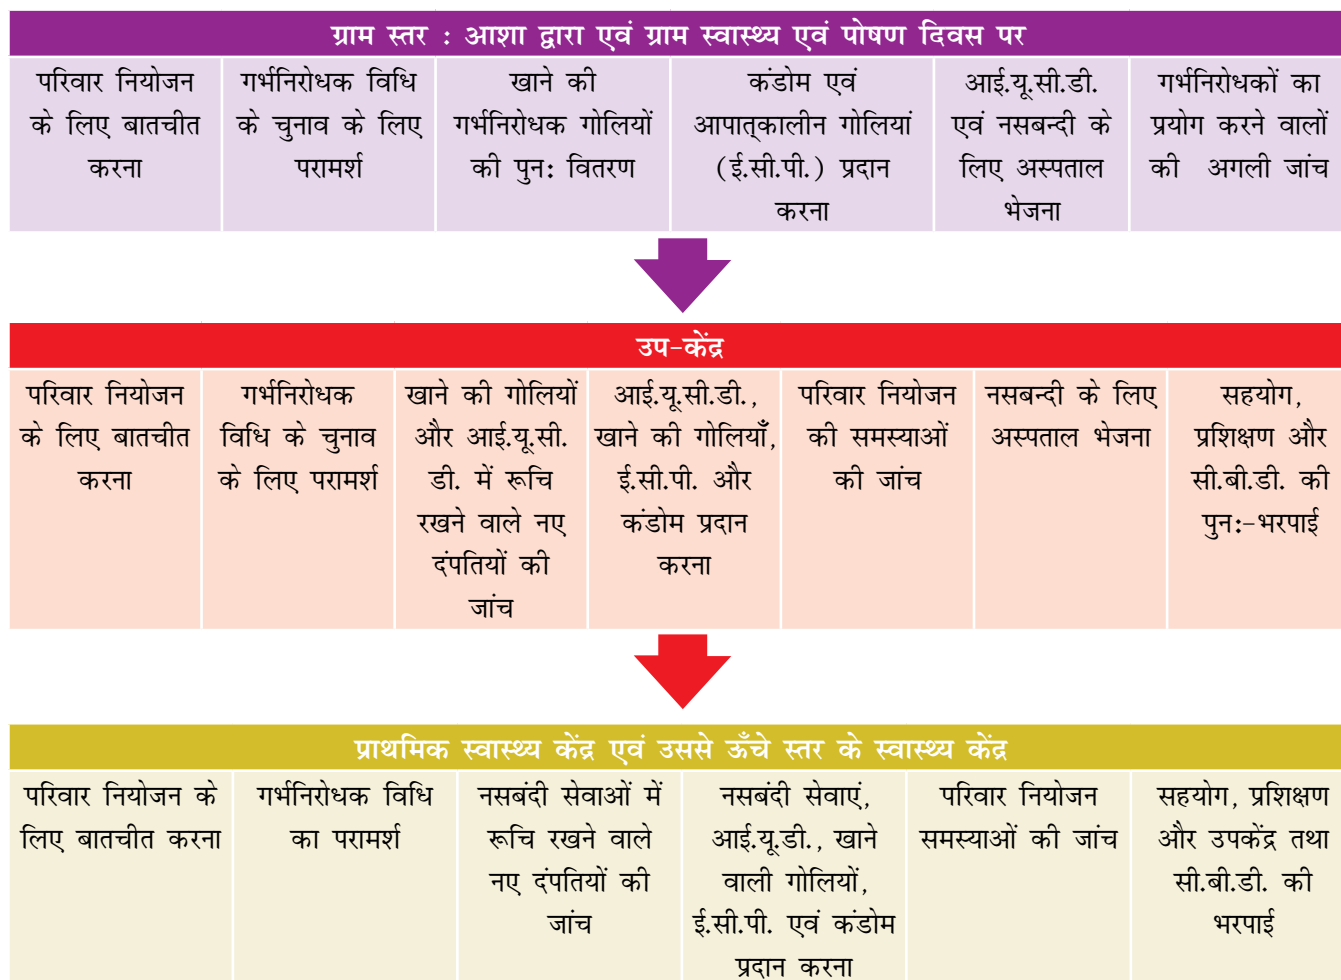 ग्राम स्तर : आशा द्वारा एवं ग्राम स्वास्थ्य एवं पोषण दिवस पर
परिवार नियोजन
के लिए बातचीत
करना
गर्भनिरोधक विधि
के चुनाव के लिए
परामर्श
खाने की
गर्भनिरोधक गोलियों
की पुन: वितरण
कंडोम एवं
आपात्कालीन गोलियां
(ई.सी.पी.) प्रदान
करना
आई.यू.सी.डी.
एवं नसबन्दी के
लिए अस्पताल
भेजना
गर्भनिरोधकों का
प्रयोग करने वालों
की अगली जांच
उप-केंद्र
परिवार नियोजन
के लिए बातचीत
करना
गर्भनिरोधक
विधि के चुनाव
के लिए परामर्श
खाने की गोलियों
और आई.यू.सी.
डी. में रूचि
रखने वाले नए
दंपतियों की
जांच
आई.यू.सी.डी.,
खाने की गोलियाँ,
ई.सी.पी. और
कंडोम प्रदान
करना
परिवार नियोजन
की समस्याओं
की जांच
नसबन्दी के लिए
अस्पताल भेजना
सहयोग,
प्रशिक्षण और
सी.बी.डी. की
पुन:-भरपाई
प्राथमिक स्वास्थ्य केंद्र एवं उससे ऊँचे स्तर के स्वास्थ्य केंद्र
परिवार नियोजन के
लिए बातचीत करना
गर्भनिरोधक विधि
का परामर्श
नसबंदी सेवाओं में
रूचि रखने वाले
नए दंपतियों की
जांच
नसबंदी सेवाएं,
आई.यू.डी., खाने
वाली गोलियों,
ई.सी.पी. एवं कंडोम
प्रदान करना
परिवार नियोजन
समस्याओं की जांच
सहयोग, प्रशिक्षण
और उपकेंद्र तथा
सी.बी.डी. की
भरपाई